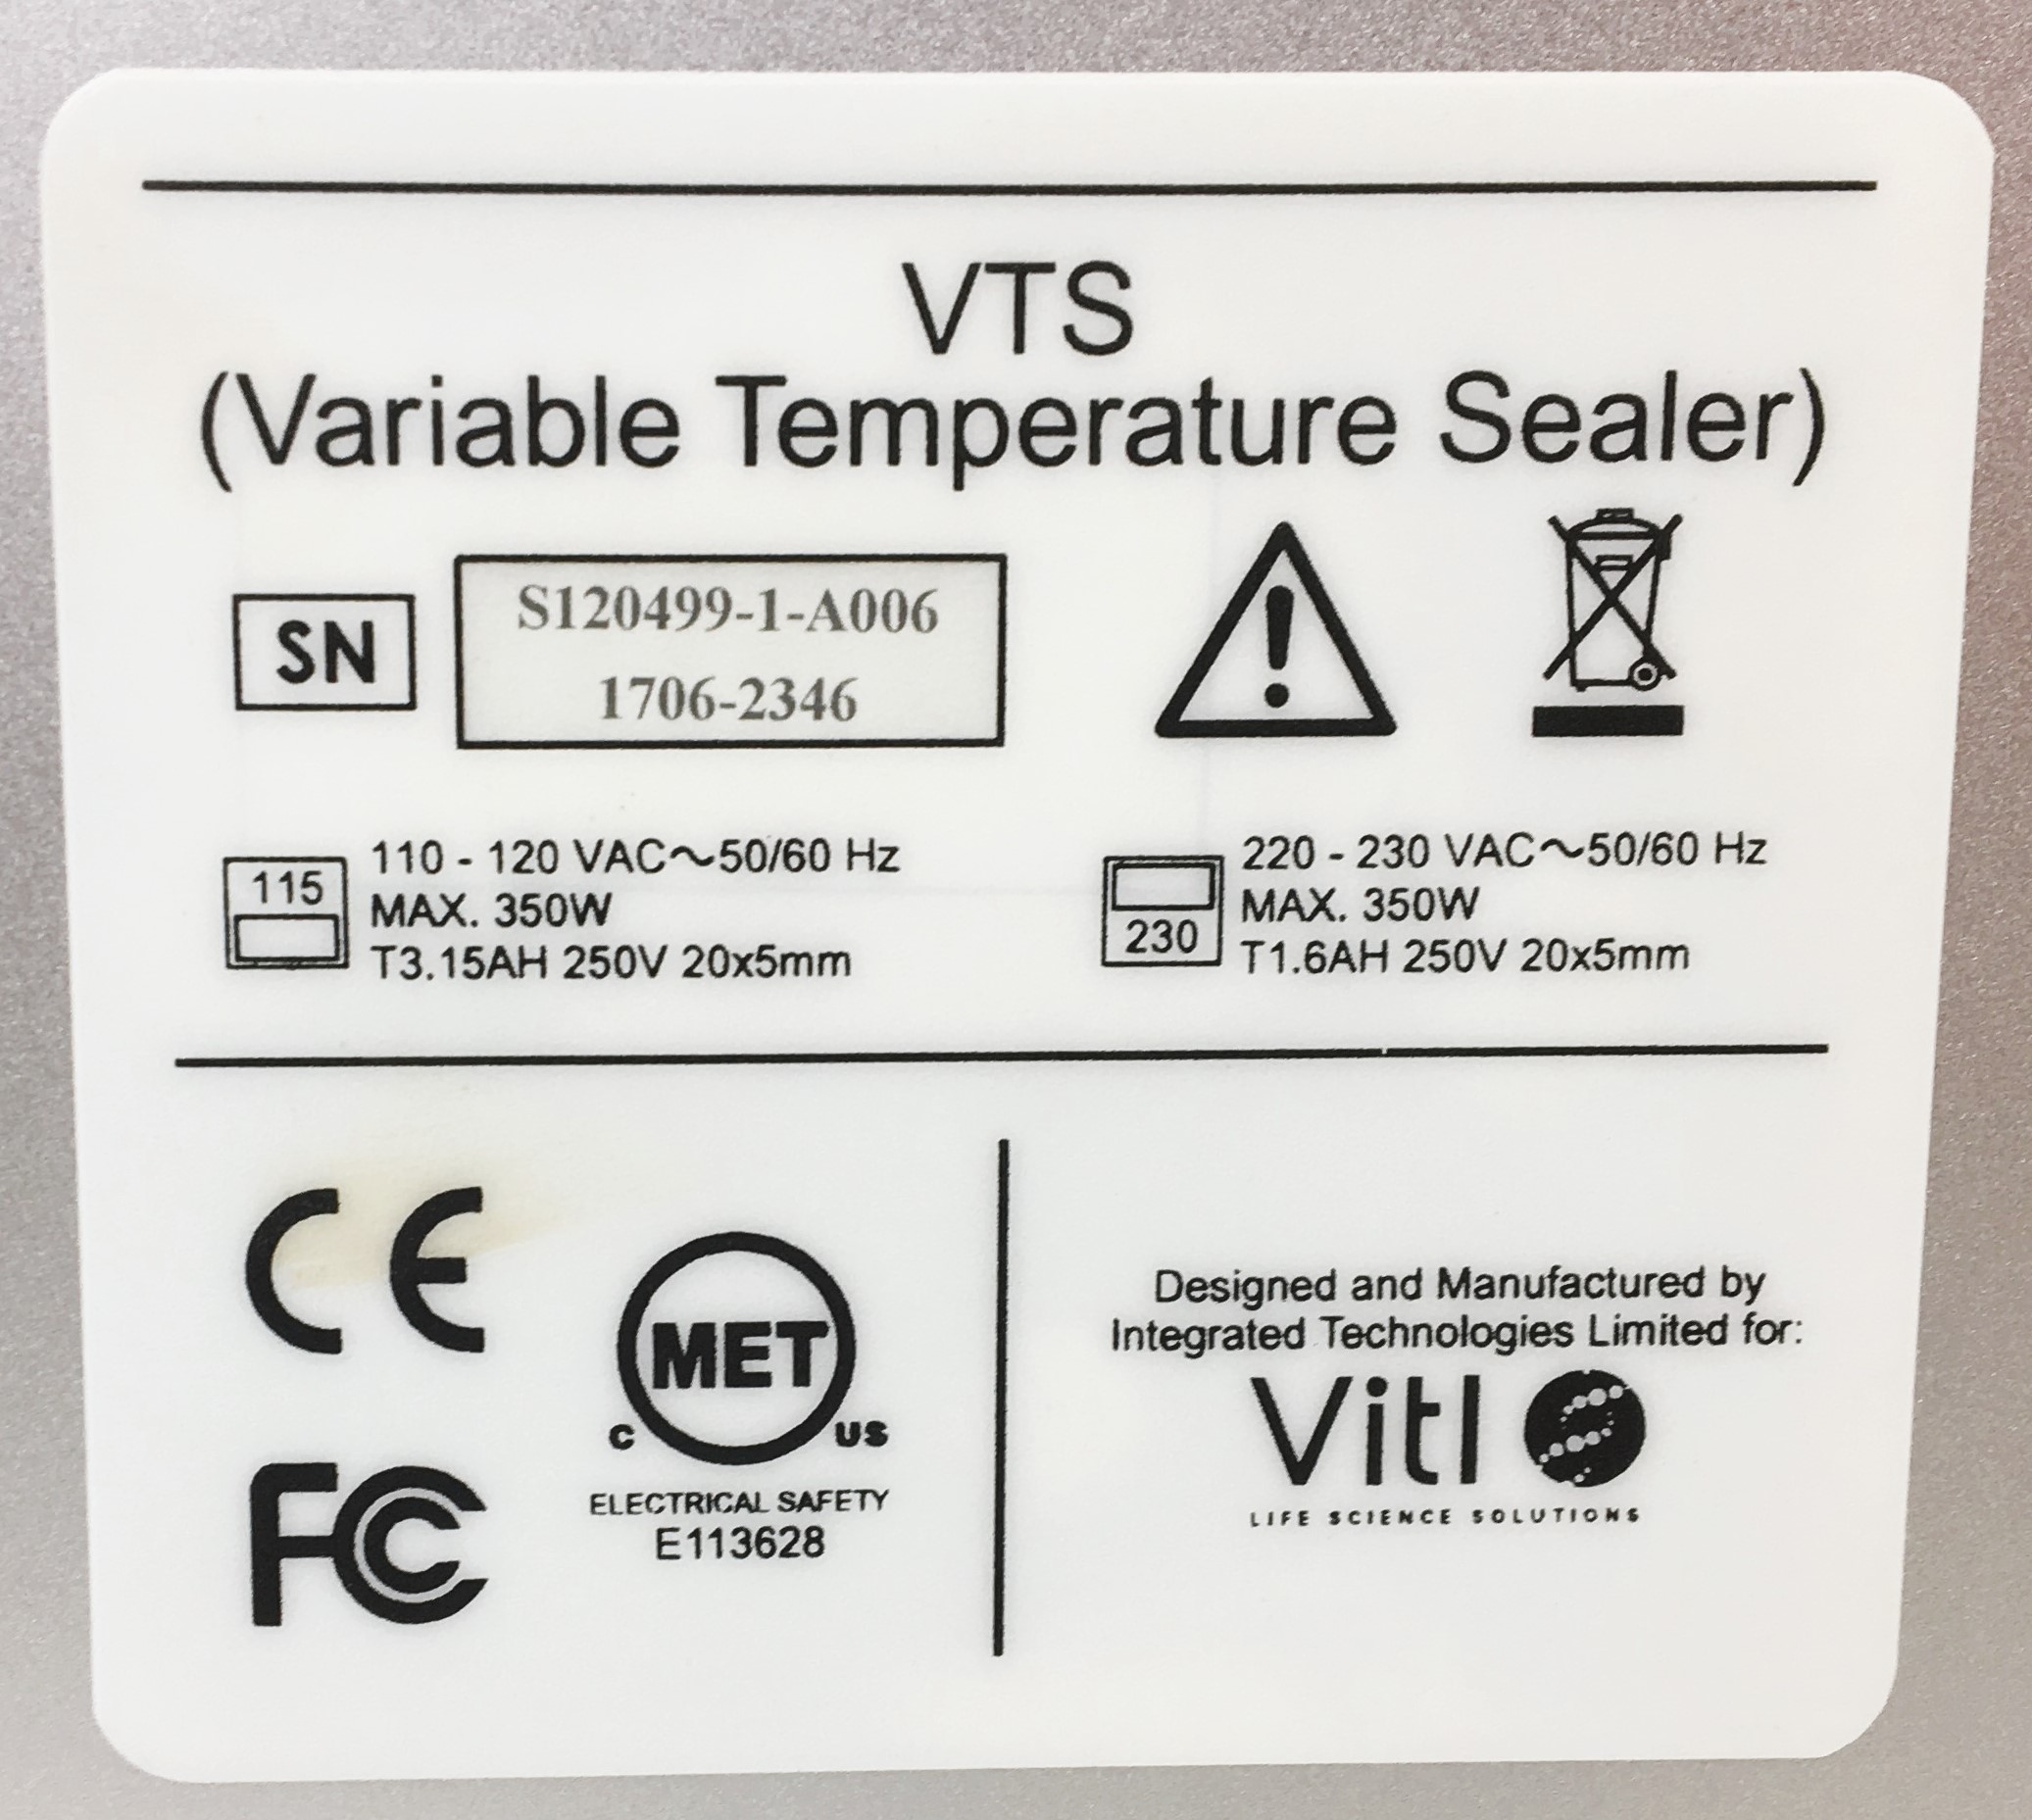 VTS
(Variable Temperature Sealer)
SN
S120499-1-A006
1706-2346
115
110 - 120 VAC～50/60 Hz
MAX. 350W
T3.15AH 250V 20x5mm
230
220 - 230 VAC～50/60 Hz
MAX. 350W
T1.6AH 250V 20x5mm
CE
FC
MET
C US
ELECTRICAL SAFETY
E113628
Designed and Manufactured by
Integrated Technologies Limited for:
Vitl
LIFE SCIENCE SOLUTIONS